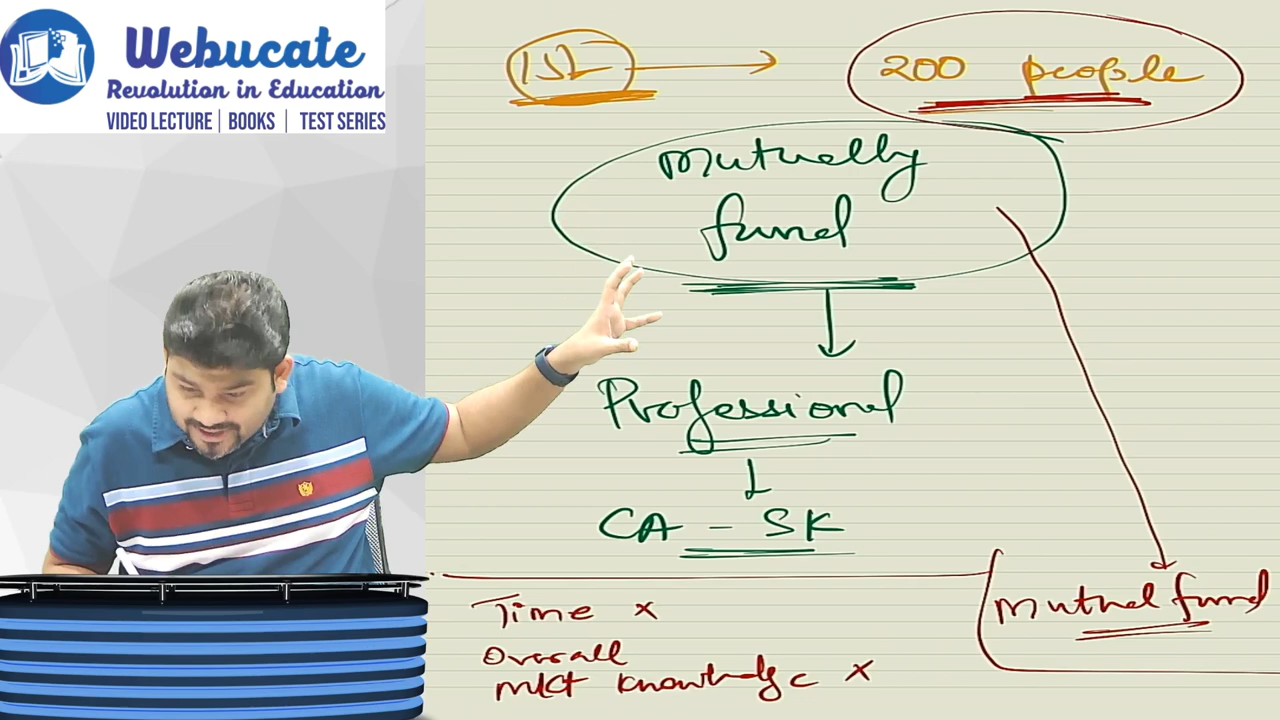 Webucate
Revolution in Education
VIDEO LECTURE | BOOKS | TEST SERIES
200 people
Mutually
fund
Professional
CA - SK
Time x
Overall
Mkt knowledge x
Mutual fund